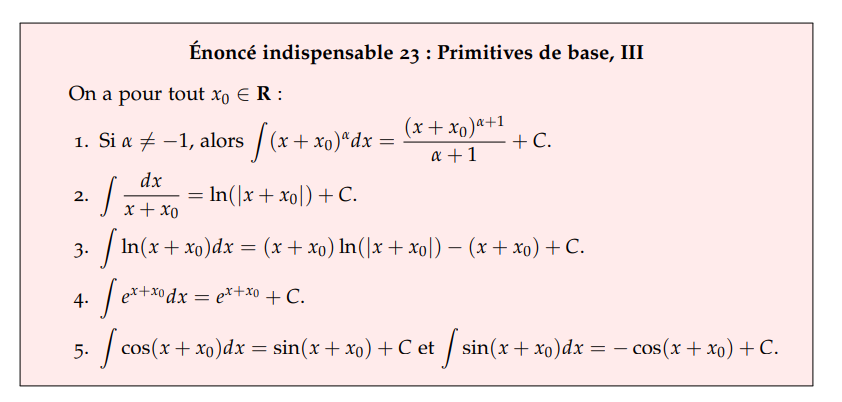 Énoncé indispensable 23 : Primitives de base, III
On a pour tout $x_0 \in \mathbf{R}$ :
1. Si $\alpha \neq -1$, alors $\int (x + x_0)^\alpha dx = \frac{(x + x_0)^{\alpha+1}}{\alpha + 1} + C$.
2. $\int \frac{dx}{x + x_0} = \ln(|x + x_0|) + C$.
3. $\int \ln(x + x_0)dx = (x + x_0) \ln(|x + x_0|) - (x + x_0) + C$.
4. $\int e^{x+x_0} dx = e^{x+x_0} + C$.
5. $\int \cos(x + x_0)dx = \sin(x + x_0) + C$ et $\int \sin(x + x_0)dx = -\cos(x + x_0) + C$.